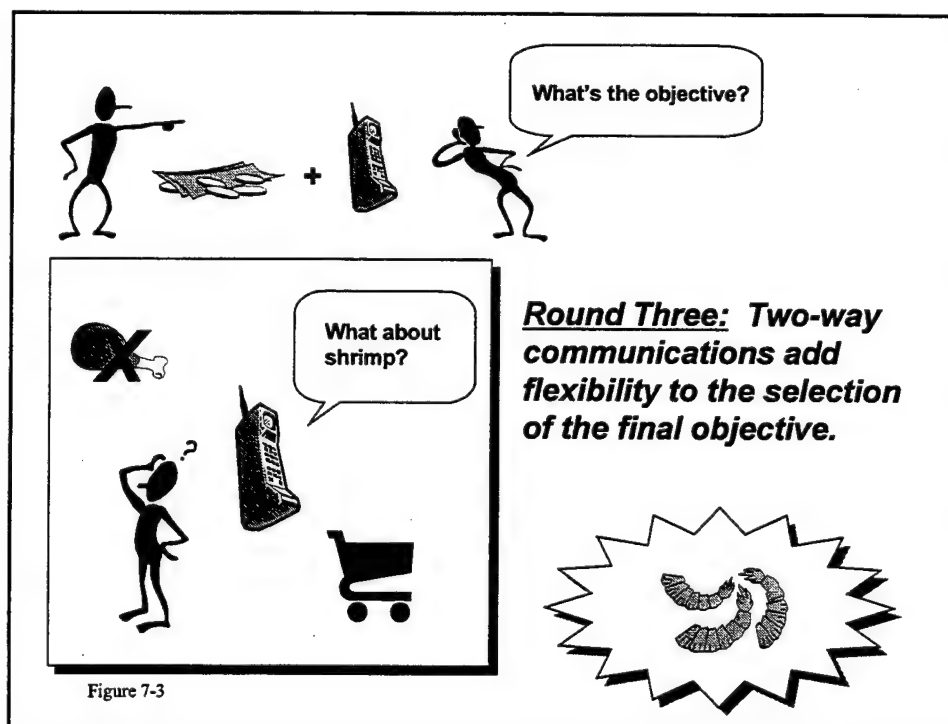 What's the objective?
+
What about
shrimp?
X
?
Round Three: Two-way
communications add
flexibility to the selection
of the final objective.
Figure 7-3